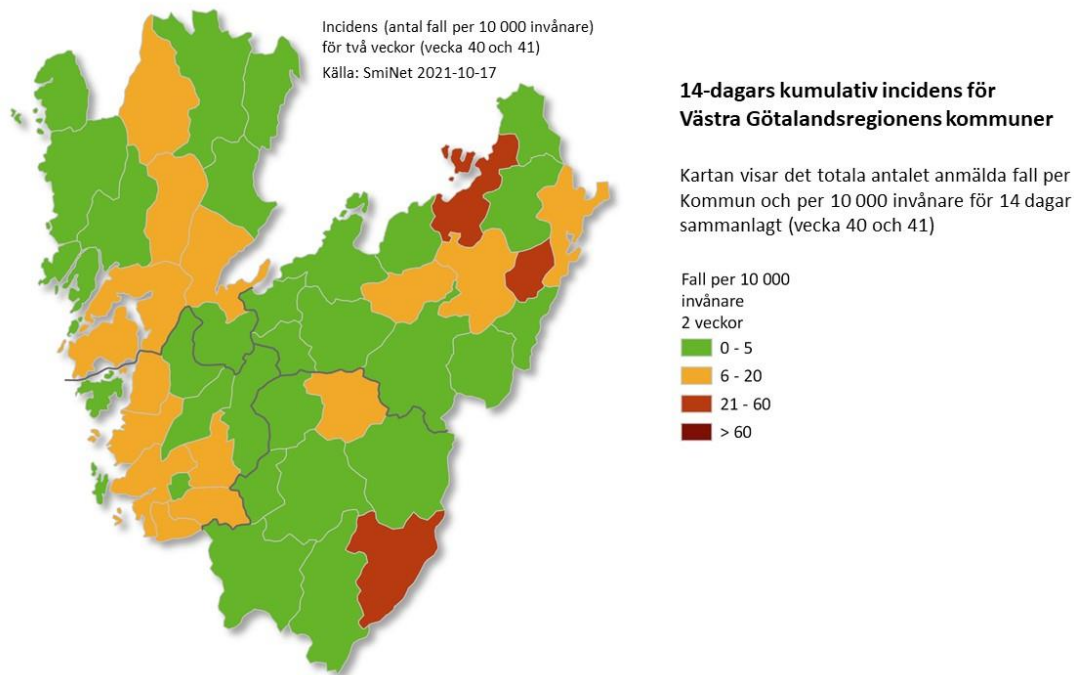 Incidens (antal fall per 10 000 invånare)
för två veckor (vecka 40 och 41)
Källa: SmiNet 2021-10-17
14-dagars kumulativ incidens för
Västra Götalandsregionens kommuner
Kartan visar det totala antalet anmälda fall per
Kommun och per 10 000 invånare för 14 dagar
sammanlagt (vecka 40 och 41)
Fall per 10 000
invånare
2 veckor
0 - 5
6 - 20
21 - 60
> 60